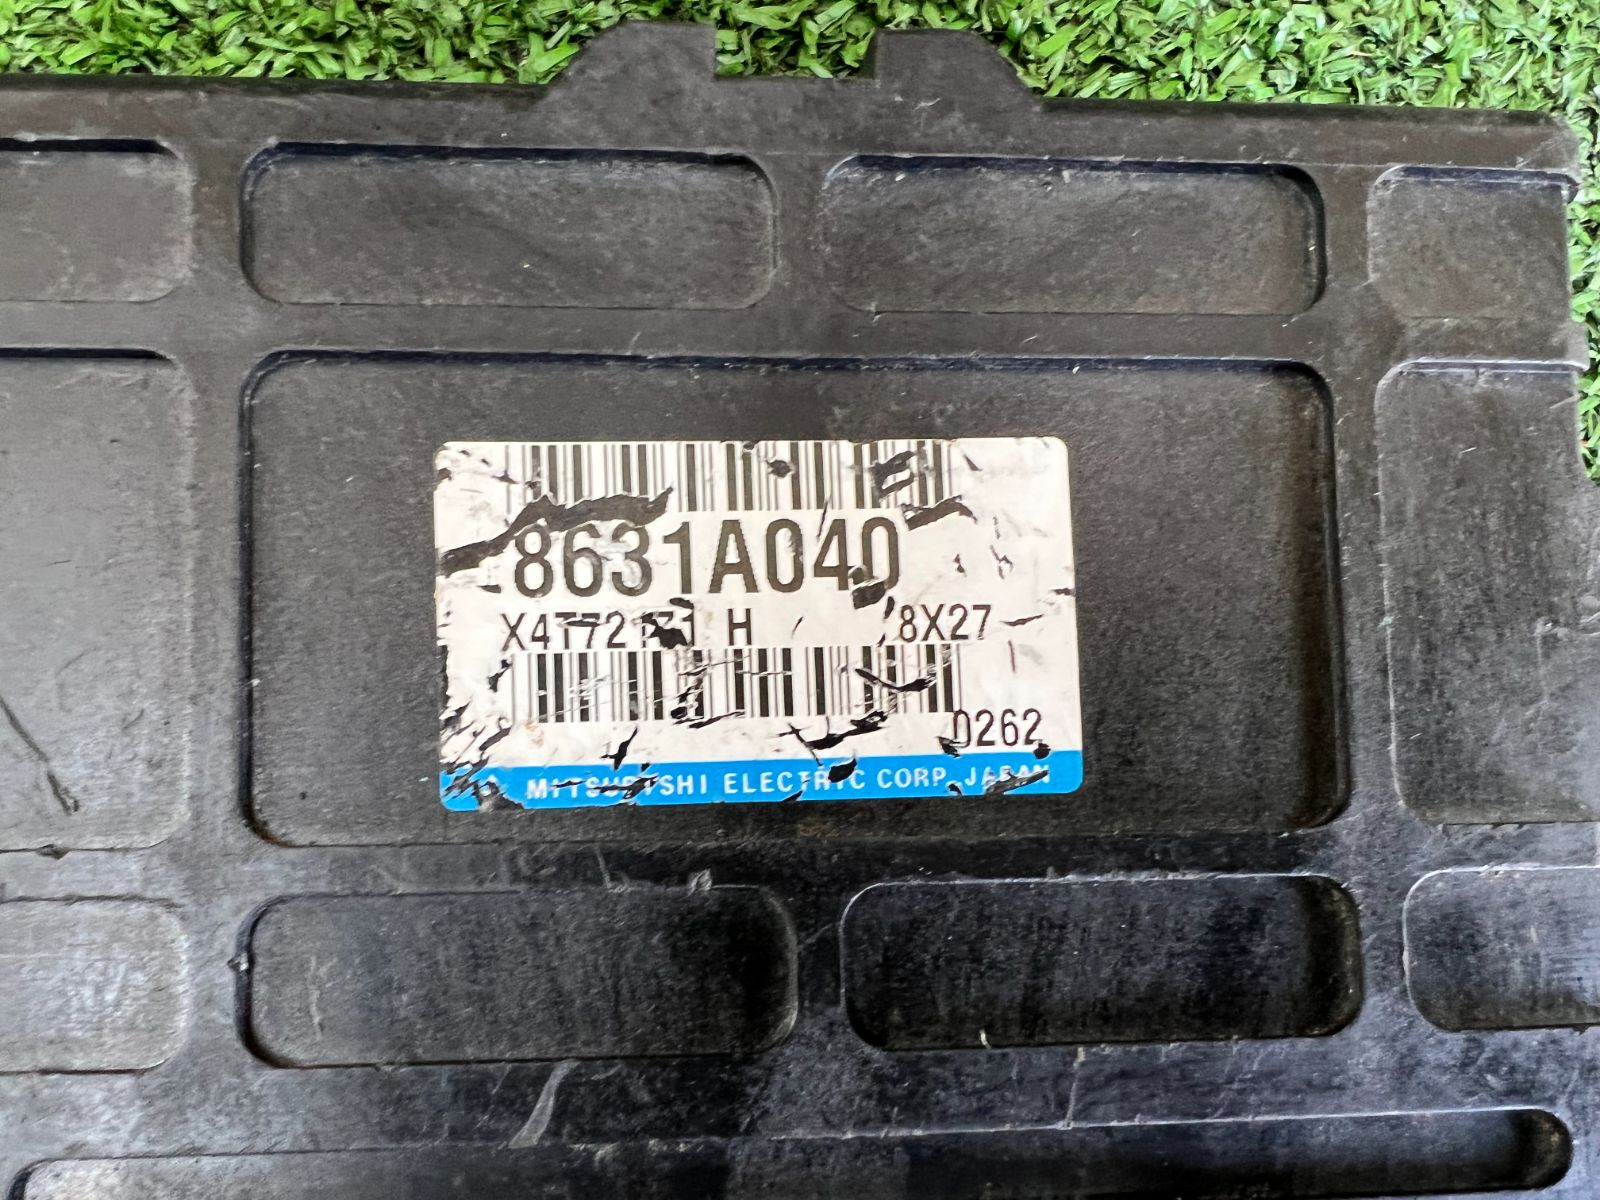 8631A040
H 8X27
0262
MITSUBISHI ELECTRIC CORP. JAPAN